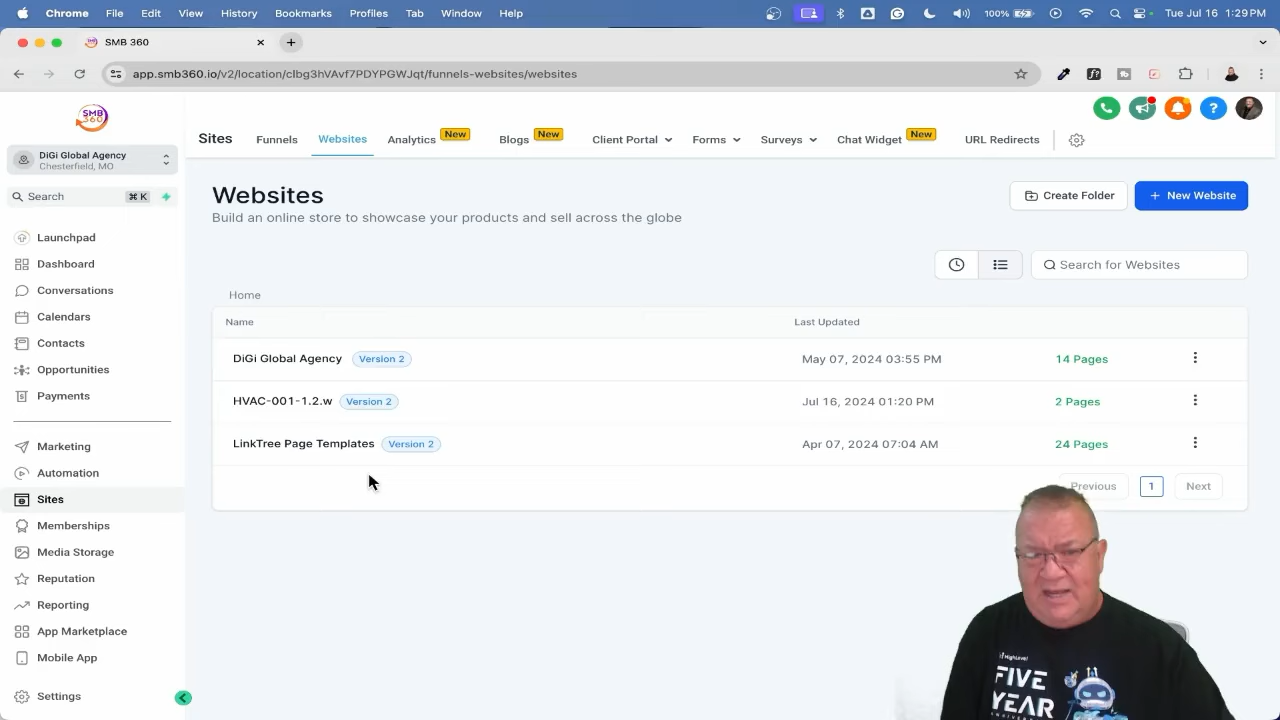 Chrome File Edit View History Bookmarks Profiles Tab Window Help 100% Tue Jul 16 1:29 PM
SMB 360
app.smb360.io/v2/location/clbg3hVAvf7PDYPGWJqt/funnels-websites/websites
SMB
360
DiGi Global Agency
Chesterfield, MO
Search ⌘ K
Launchpad
Dashboard
Conversations
Calendars
Contacts
Opportunities
Payments
Marketing
Automation
Sites
Memberships
Media Storage
Reputation
Reporting
App Marketplace
Mobile App
Settings
Sites Funnels Websites Analytics New Blogs New Client Portal Forms Surveys Chat Widget New URL Redirects
Websites
Build an online store to showcase your products and sell across the globe
Create Folder + New Website
Search for Websites
Home
Name Last Updated
DiGi Global Agency Version 2 May 07, 2024 03:55 PM 14 Pages
HVAC-001-1.2.w Version 2 Jul 16, 2024 01:20 PM 2 Pages
LinkTree Page Templates Version 2 Apr 07, 2024 07:04 AM 24 Pages
Previous 1 Next
HighLevel
FIVE
YEAR